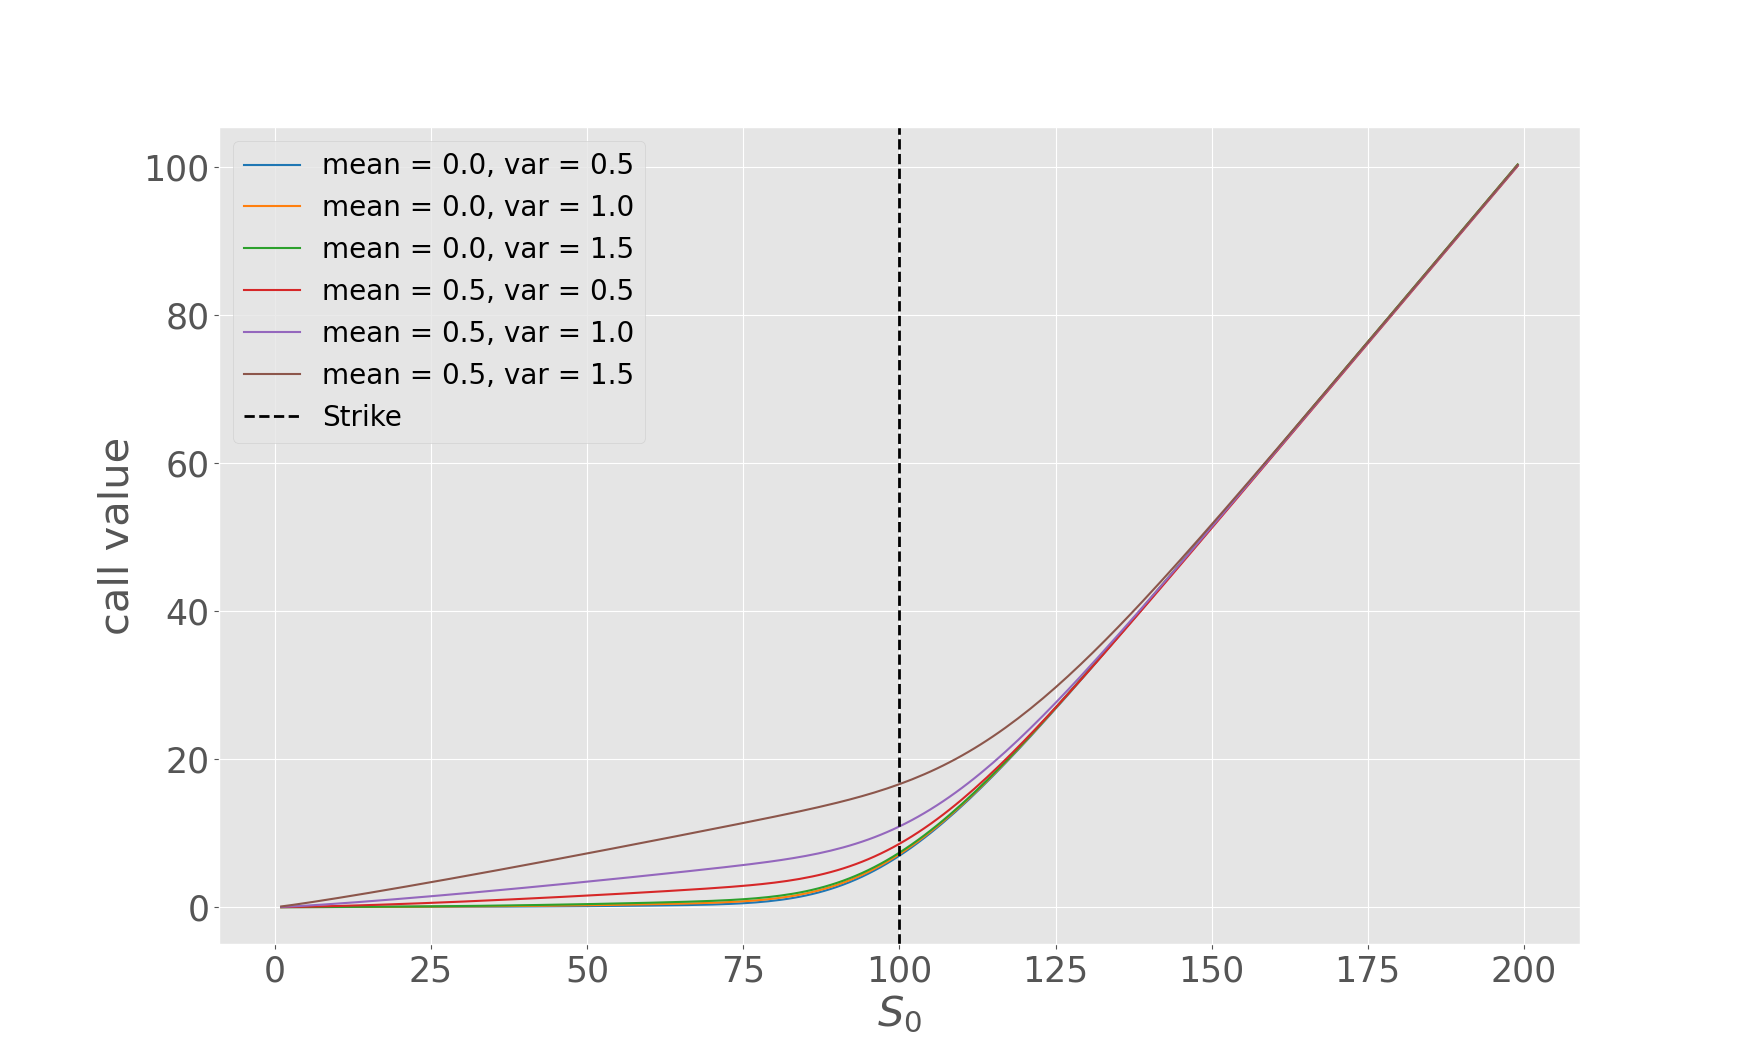 mean = 0.0, var = 0.5
mean = 0.0, var = 1.0
mean = 0.0, var = 1.5
mean = 0.5, var = 0.5
mean = 0.5, var = 1.0
mean = 0.5, var = 1.5
Strike
100
80
60
40
20
0
call value
0 25 50 75 100 125 150 175 200
S₀